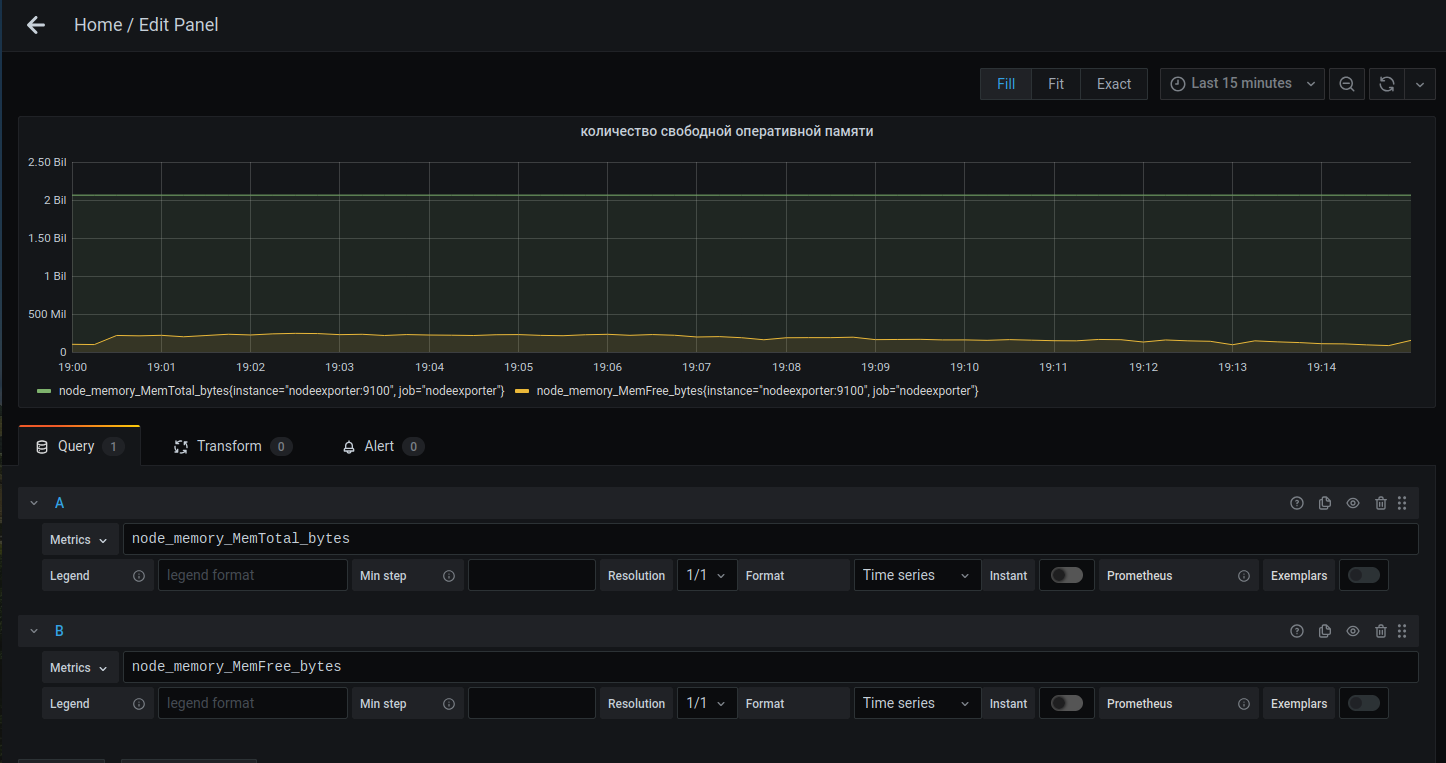 Home / Edit Panel
Fill Fit Exact Last 15 minutes
количество свободной оперативной памяти
2.50 Bil
2 Bil
1.50 Bil
1 Bil
500 Mil
0
19:00 19:01 19:02 19:03 19:04 19:05 19:06 19:07 19:08 19:09 19:10 19:11 19:12 19:13 19:14
node_memory_MemTotal_bytes{instance="nodeexporter:9100", job="nodeexporter"} node_memory_MemFree_bytes{instance="nodeexporter:9100", job="nodeexporter"}
Query 1 Transform 0 Alert 0
A
Metrics node_memory_MemTotal_bytes
Legend legend format Min step Resolution 1/1 Format Time series Instant Prometheus Exemplars
B
Metrics node_memory_MemFree_bytes
Legend legend format Min step Resolution 1/1 Format Time series Instant Prometheus Exemplars